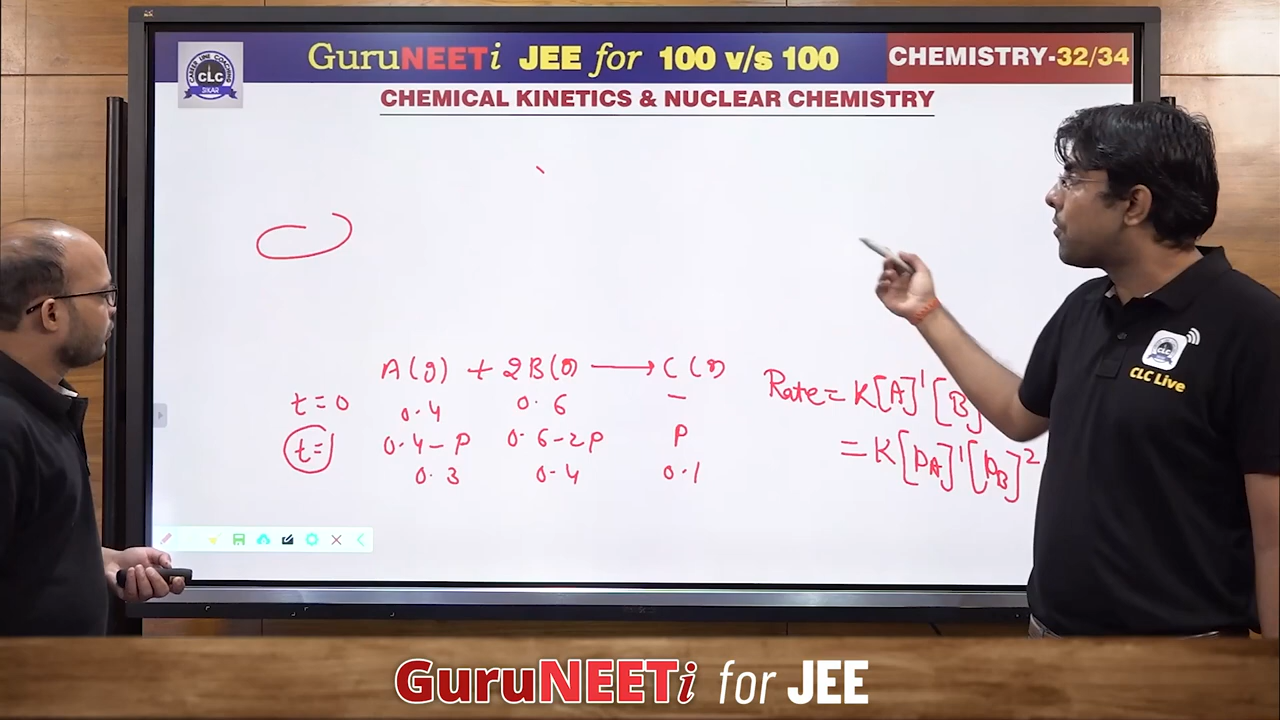 GuruNEETi JEE for 100 v/s 100
CHEMISTRY-32/34
CLC
SIKAR
CHEMICAL KINETICS & NUCLEAR CHEMISTRY
A(g) + 2B(g) ⟶ C(g)
t=0 0.4 0.6 –
t= 0.4-P 0.6-2P P
0.3 0.4 0.1
Rate = K[A]¹[B]
= K[PA]¹[PB]²
CLC
CLC Live
GuruNEETi for JEE